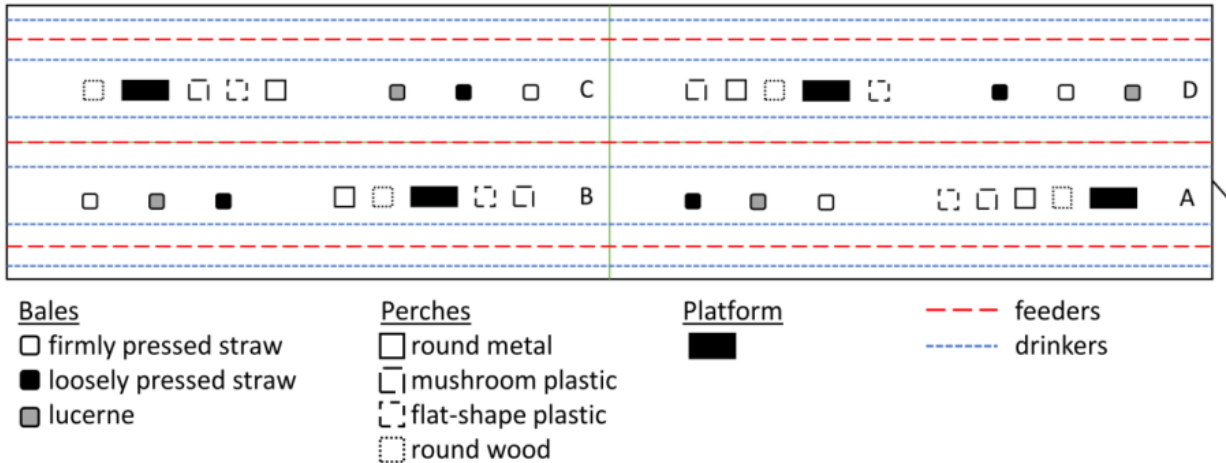 C
D
B
A
Bales
firmly pressed straw
loosely pressed straw
lucerne
Perches
round metal
mushroom plastic
flat-shape plastic
round wood
Platform
feeders
drinkers